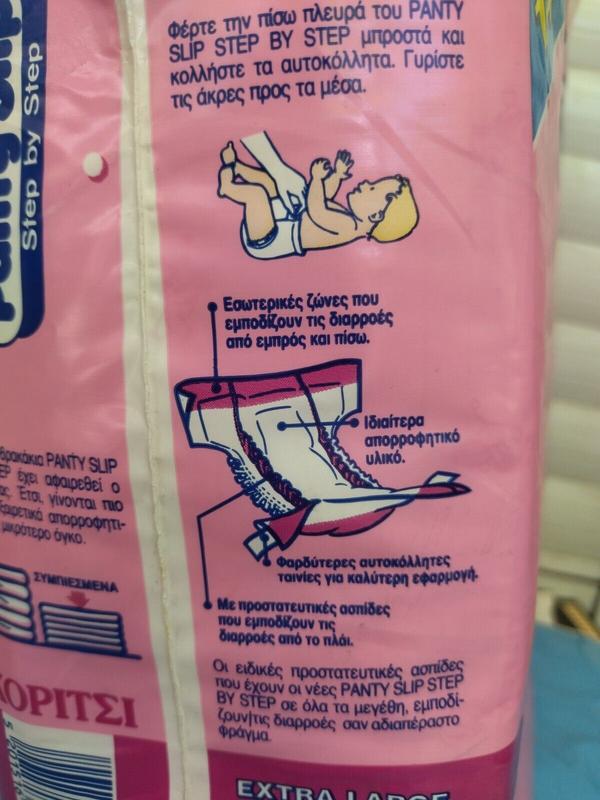 Φέρτε την πίσω πλευρά του PANTY
SLIP STEP BY STEP μπροστά και
κολλήστε τα αυτοκόλλητα. Γυρίστε
τις άκρες προς τα μέσα.
Step by Step
Εσωτερικές ζώνες που
εμποδίζουν τις διαρροές
από εμπρός και πίσω.
Ιδιαίτερα
απορροφητικό
υλικό.
PANTY SLIP
έχει αφαιρεθεί ο
Έτσι, γίνονται πιο
απορροφητι-
μικρότερο όγκο.
ΣΥΜΠΙΕΣΜΕΝΑ
Φαρδύτερες αυτοκόλλητες
ταινίες για καλύτερη εφαρμογή.
Με προστατευτικές ασπίδες
που εμποδίζουν τις
διαρροές από το πλάι.
Οι ειδικές προστατευτικές ασπίδες
που έχουν οι νέες PANTY SLIP STEP
BY STEP σε όλα τα μεγέθη, εμποδί-
ζουν τις διαρροές σαν αδιαπέραστο
φράγμα.
ΚΟΡΙΤΣΙ
EXTRA LARGE